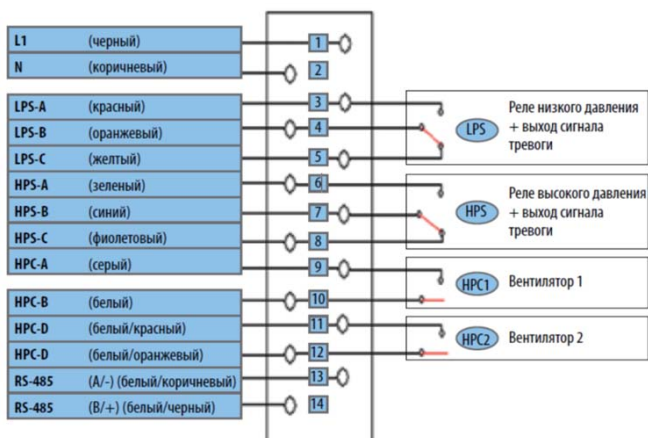 L1 (черный) 1
N (коричневый) 2
LPS-A (красный) 3
LPS-B (оранжевый) 4
LPS-C (желтый) 5
HPS-A (зеленый) 6
HPS-B (синий) 7
HPS-C (фиолетовый) 8
HPC-A (серый) 9
HPC-B (белый) 10
HPC-D (белый/красный) 11
HPC-D (белый/оранжевый) 12
RS-485 (A/-) (белый/коричневый) 13
RS-485 (B/+) (белый/черный) 14
LPS
Реле низкого давления
+ выход сигнала
тревоги
HPS
Реле высокого давления
+ выход сигнала
тревоги
HPC1 Вентилятор 1
HPC2 Вентилятор 2